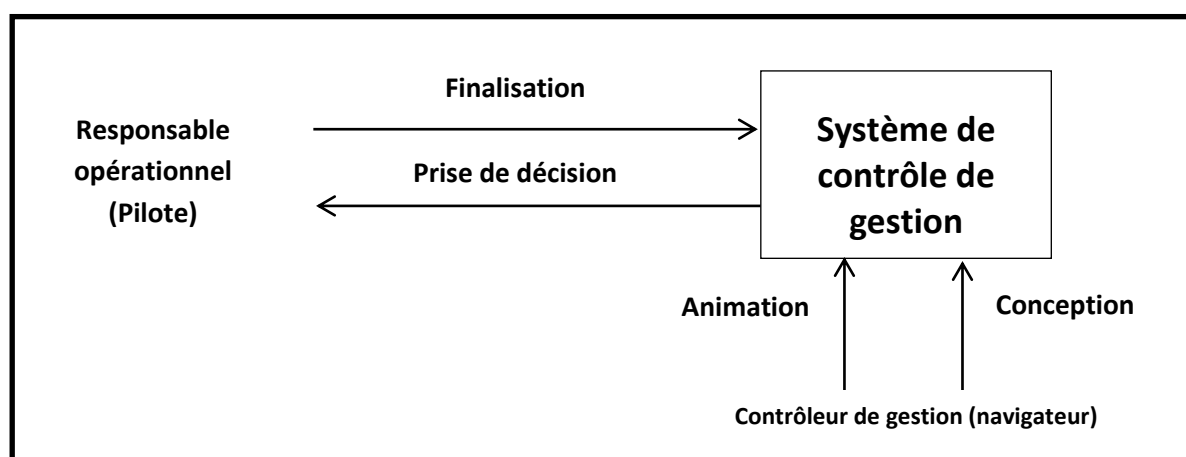 Finalisation
Responsable
opérationnel
(Pilote)
Prise de décision
Système de
contrôle de
gestion
Animation
Conception
Contrôleur de gestion (navigateur)